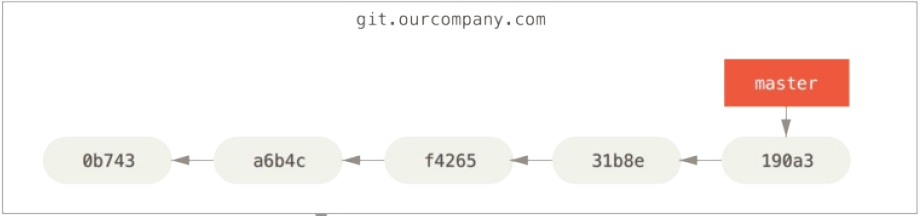 git.ourcompany.com
master
0b743 a6b4c f4265 31b8e 190a3